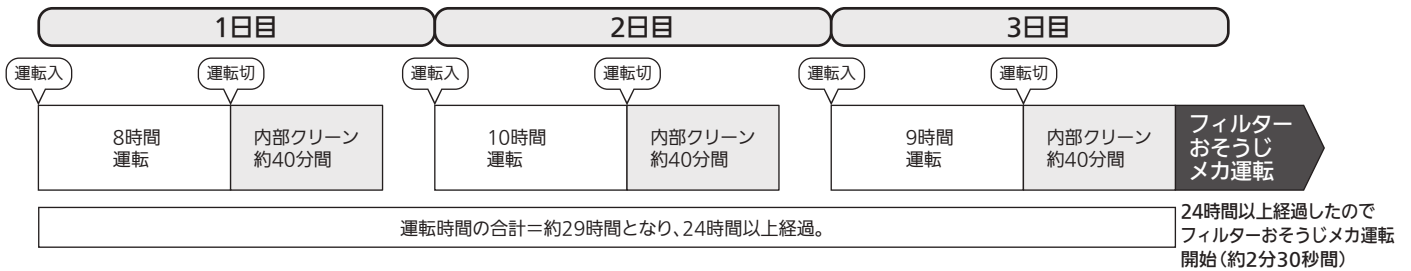 1日目
2日目
3日目
運転入
運転切
運転入
運転切
運転入
運転切
8時間
運転
内部クリーン
約40分間
10時間
運転
内部クリーン
約40分間
9時間
運転
内部クリーン
約40分間
フィルター
おそうじ
メカ運転
運転時間の合計＝約29時間となり、24時間以上経過。
24時間以上経過したので
フィルターおそうじメカ運転
開始（約2分30秒間）